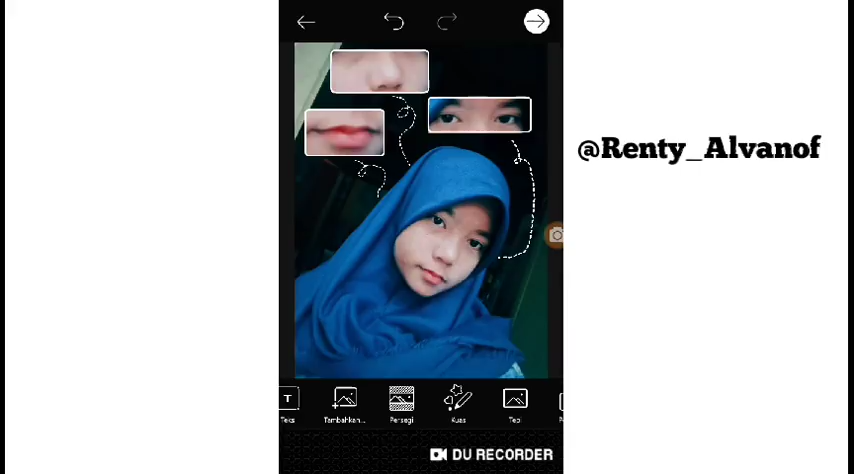 @Renty_Alvanof
T
Teks
Tambahkan...
Persegi
Kuas
Tepi
DU RECORDER